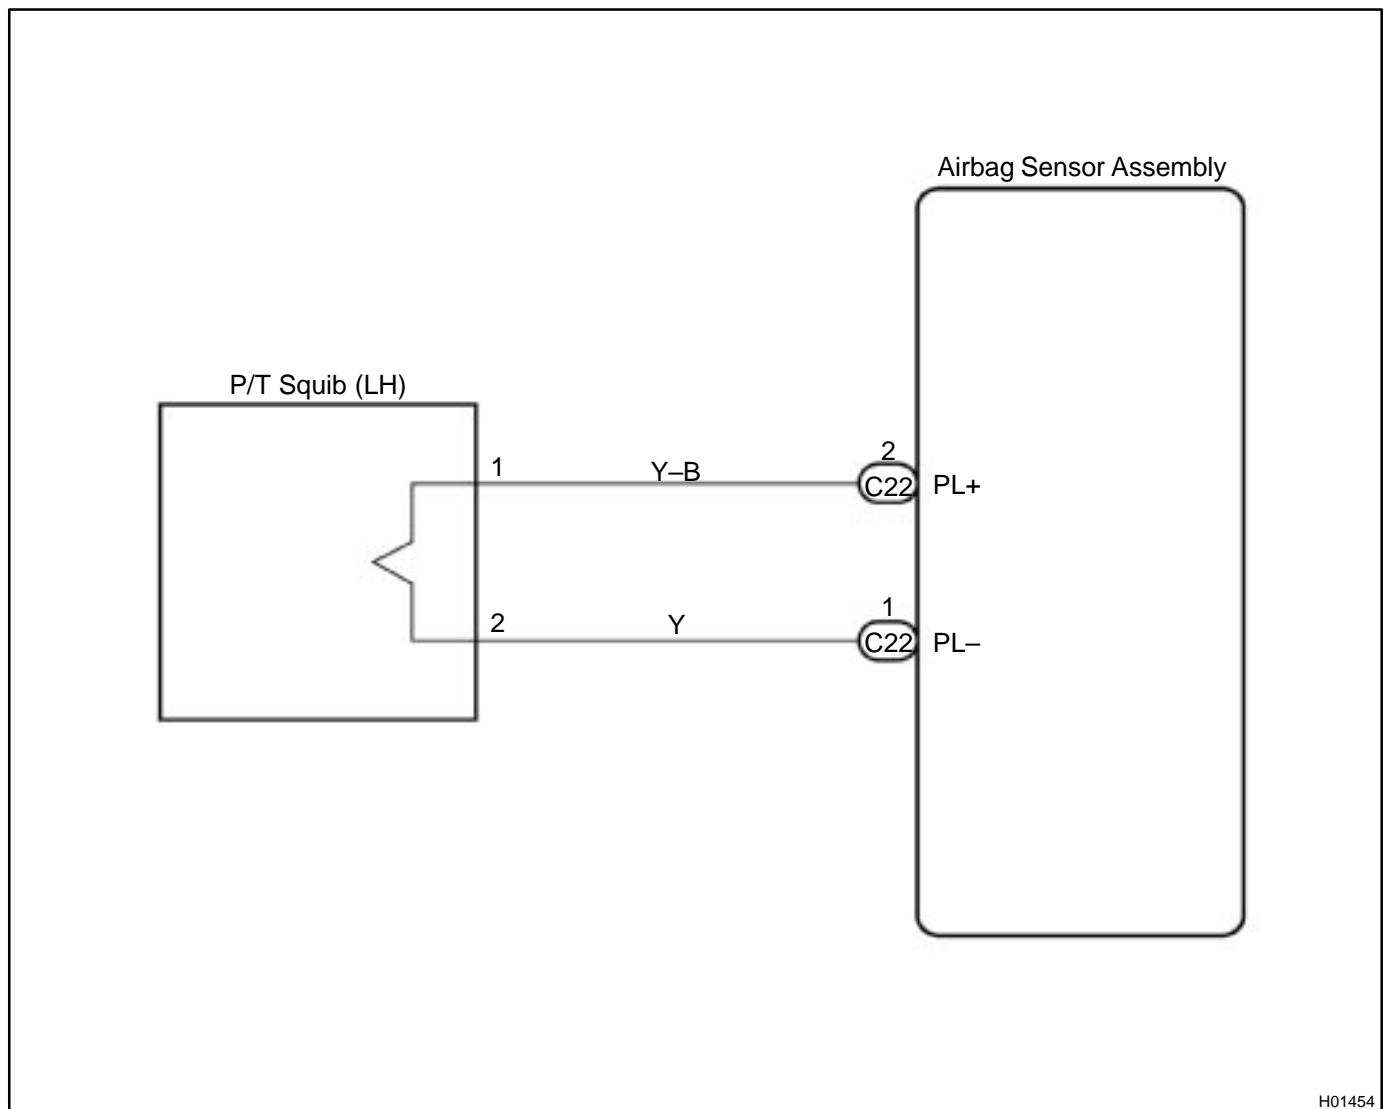 Airbag Sensor Assembly
P/T Squib (LH)
1 Y–B 2 C22 PL+
2 Y 1 C22 PL–
H01454